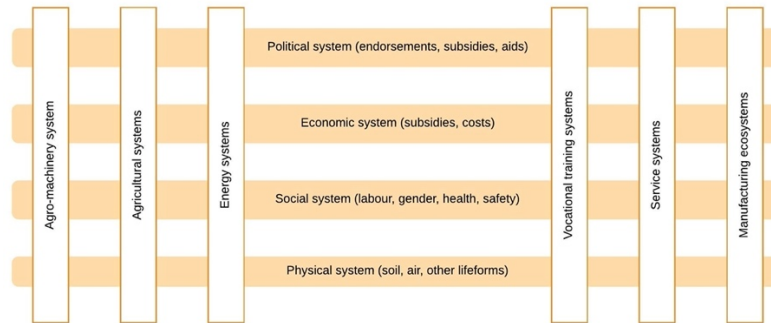 Political system (endorsements, subsidies, aids)
Economic system (subsidies, costs)
Social system (labour, gender, health, safety)
Physical system (soil, air, other lifeforms)
Agro-machinery system
Agricultural systems
Energy systems
Vocational training systems
Service systems
Manufacturing ecosystems